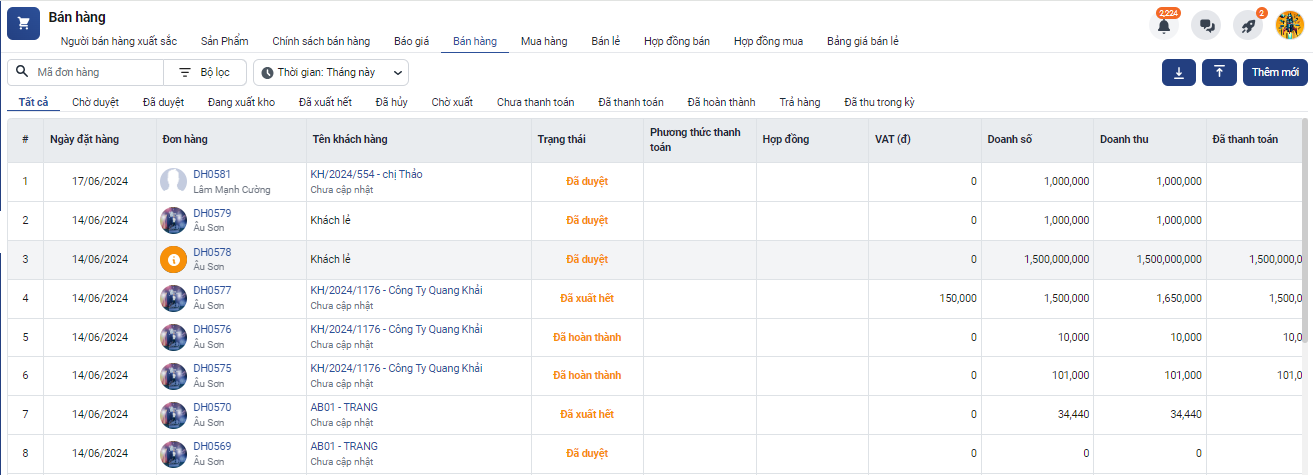 Bán hàng
2,224
2
Người bán hàng xuất sắc Sản Phẩm Chính sách bán hàng Báo giá Bán hàng Mua hàng Bán lẻ Hợp đồng bán Hợp đồng mua Bảng giá bán lẻ
Mã đơn hàng Bộ lọc Thời gian: Tháng này Thêm mới
Tất cả Chờ duyệt Đã duyệt Đang xuất kho Đã xuất hết Đã hủy Chờ xuất Chưa thanh toán Đã thanh toán Đã hoàn thành Trả hàng Đã thu trong kỳ
# Ngày đặt hàng Đơn hàng Tên khách hàng Trạng thái Phương thức thanh toán Hợp đồng VAT (đ) Doanh số Doanh thu Đã thanh toán
1 17/06/2024 DH0581 KH/2024/554 - chị Thảo Đã duyệt 0 1,000,000 1,000,000
Lâm Mạnh Cường Chưa cập nhật
2 14/06/2024 DH0579 Khách lẻ Đã duyệt 0 1,000,000 1,000,000
Âu Sơn
3 14/06/2024 DH0578 Khách lẻ Đã duyệt 0 1,500,000,000 1,500,000,000 1,500,000,0
Âu Sơn
4 14/06/2024 DH0577 KH/2024/1176 - Công Ty Quang Khải Đã xuất hết 150,000 1,500,000 1,650,000 1,500,0
Âu Sơn Chưa cập nhật
5 14/06/2024 DH0576 KH/2024/1176 - Công Ty Quang Khải Đã hoàn thành 0 10,000 10,000 10,0
Âu Sơn Chưa cập nhật
6 14/06/2024 DH0575 KH/2024/1176 - Công Ty Quang Khải Đã hoàn thành 0 101,000 101,000 101,0
Âu Sơn Chưa cập nhật
7 14/06/2024 DH0570 AB01 - TRANG Đã xuất hết 0 34,440 34,440
Âu Sơn Chưa cập nhật
8 14/06/2024 DH0569 AB01 - TRANG Đã duyệt 0 0 0
Âu Sơn Chưa cập nhật